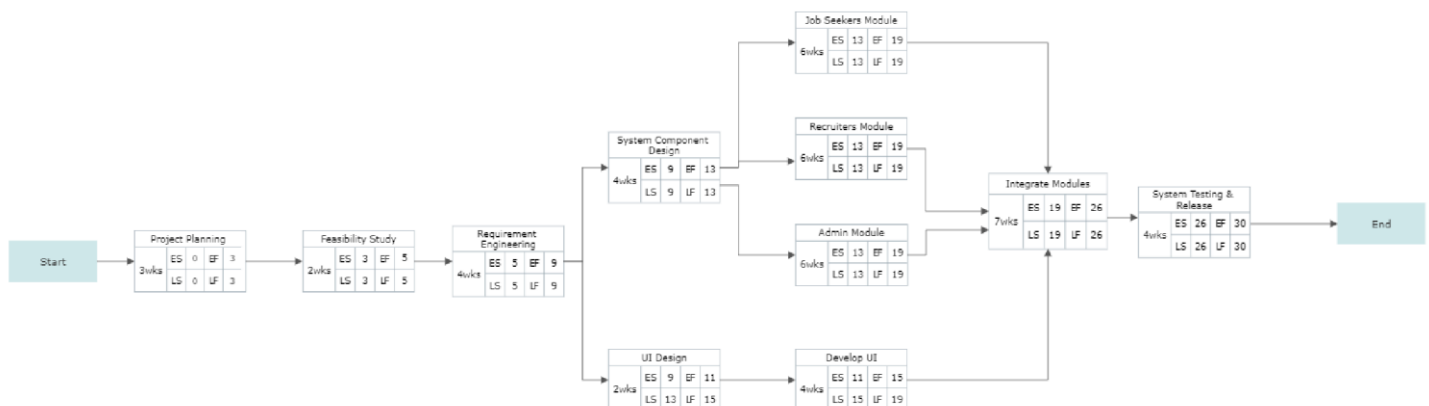 Start
Project Planning
3wks
ES 0 EF 3
LS 0 LF 3
Feasibility Study
2wks
ES 3 EF 5
LS 3 LF 5
Requirement
Engineering
4wks
ES 5 EF 9
LS 5 LF 9
System Component
Design
4wks
ES 9 EF 13
LS 9 LF 13
UI Design
2wks
ES 9 EF 11
LS 13 LF 15
Job Seekers Module
6wks
ES 13 EF 19
LS 13 LF 19
Recruiters Module
6wks
ES 13 EF 19
LS 13 LF 19
Admin Module
6wks
ES 13 EF 19
LS 13 LF 19
Develop UI
4wks
ES 11 EF 15
LS 15 LF 19
Integrate Modules
7wks
ES 19 EF 26
LS 19 LF 26
System Testing &
Release
4wks
ES 26 EF 30
LS 26 LF 30
End